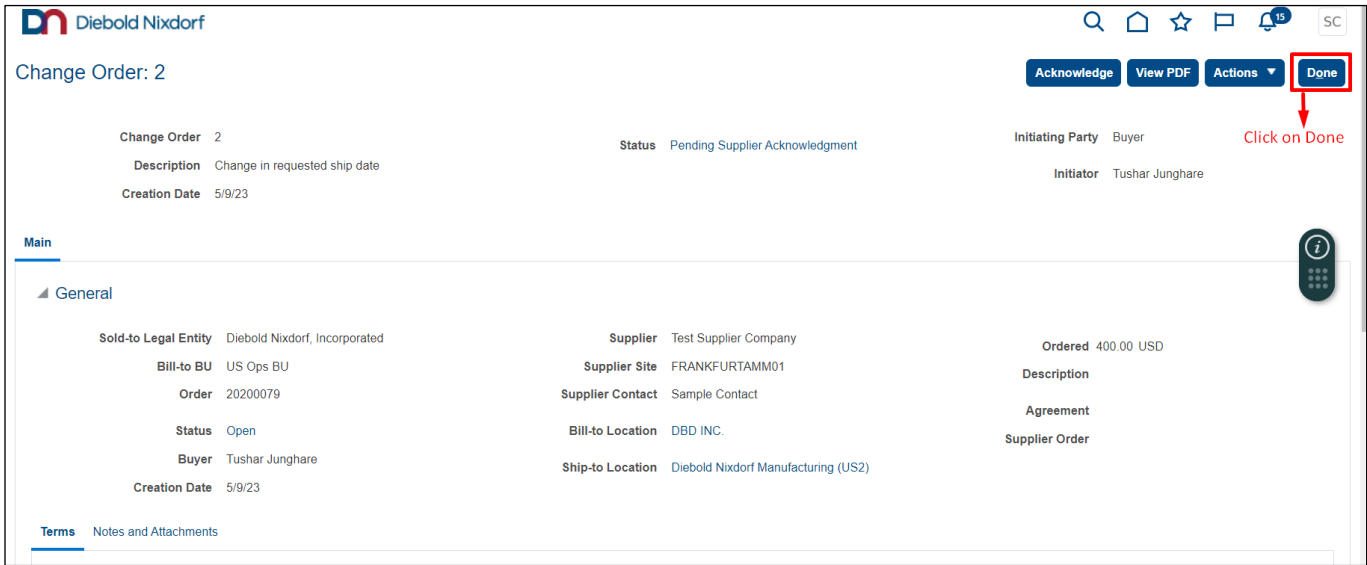 Diebold Nixdorf
15
SC
Change Order: 2
Acknowledge
View PDF
Actions
Done
Click on Done
Change Order 2
Description Change in requested ship date
Creation Date 5/9/23
Status Pending Supplier Acknowledgment
Initiating Party Buyer
Initiator Tushar Junghare
Main
General
Sold-to Legal Entity Diebold Nixdorf, Incorporated
Bill-to BU US Ops BU
Order 20200079
Status Open
Buyer Tushar Junghare
Creation Date 5/9/23
Supplier Test Supplier Company
Supplier Site FRANKFURTAMM01
Supplier Contact Sample Contact
Bill-to Location DBD INC.
Ship-to Location Diebold Nixdorf Manufacturing (US2)
Ordered 400.00 USD
Description
Agreement
Supplier Order
Terms Notes and Attachments